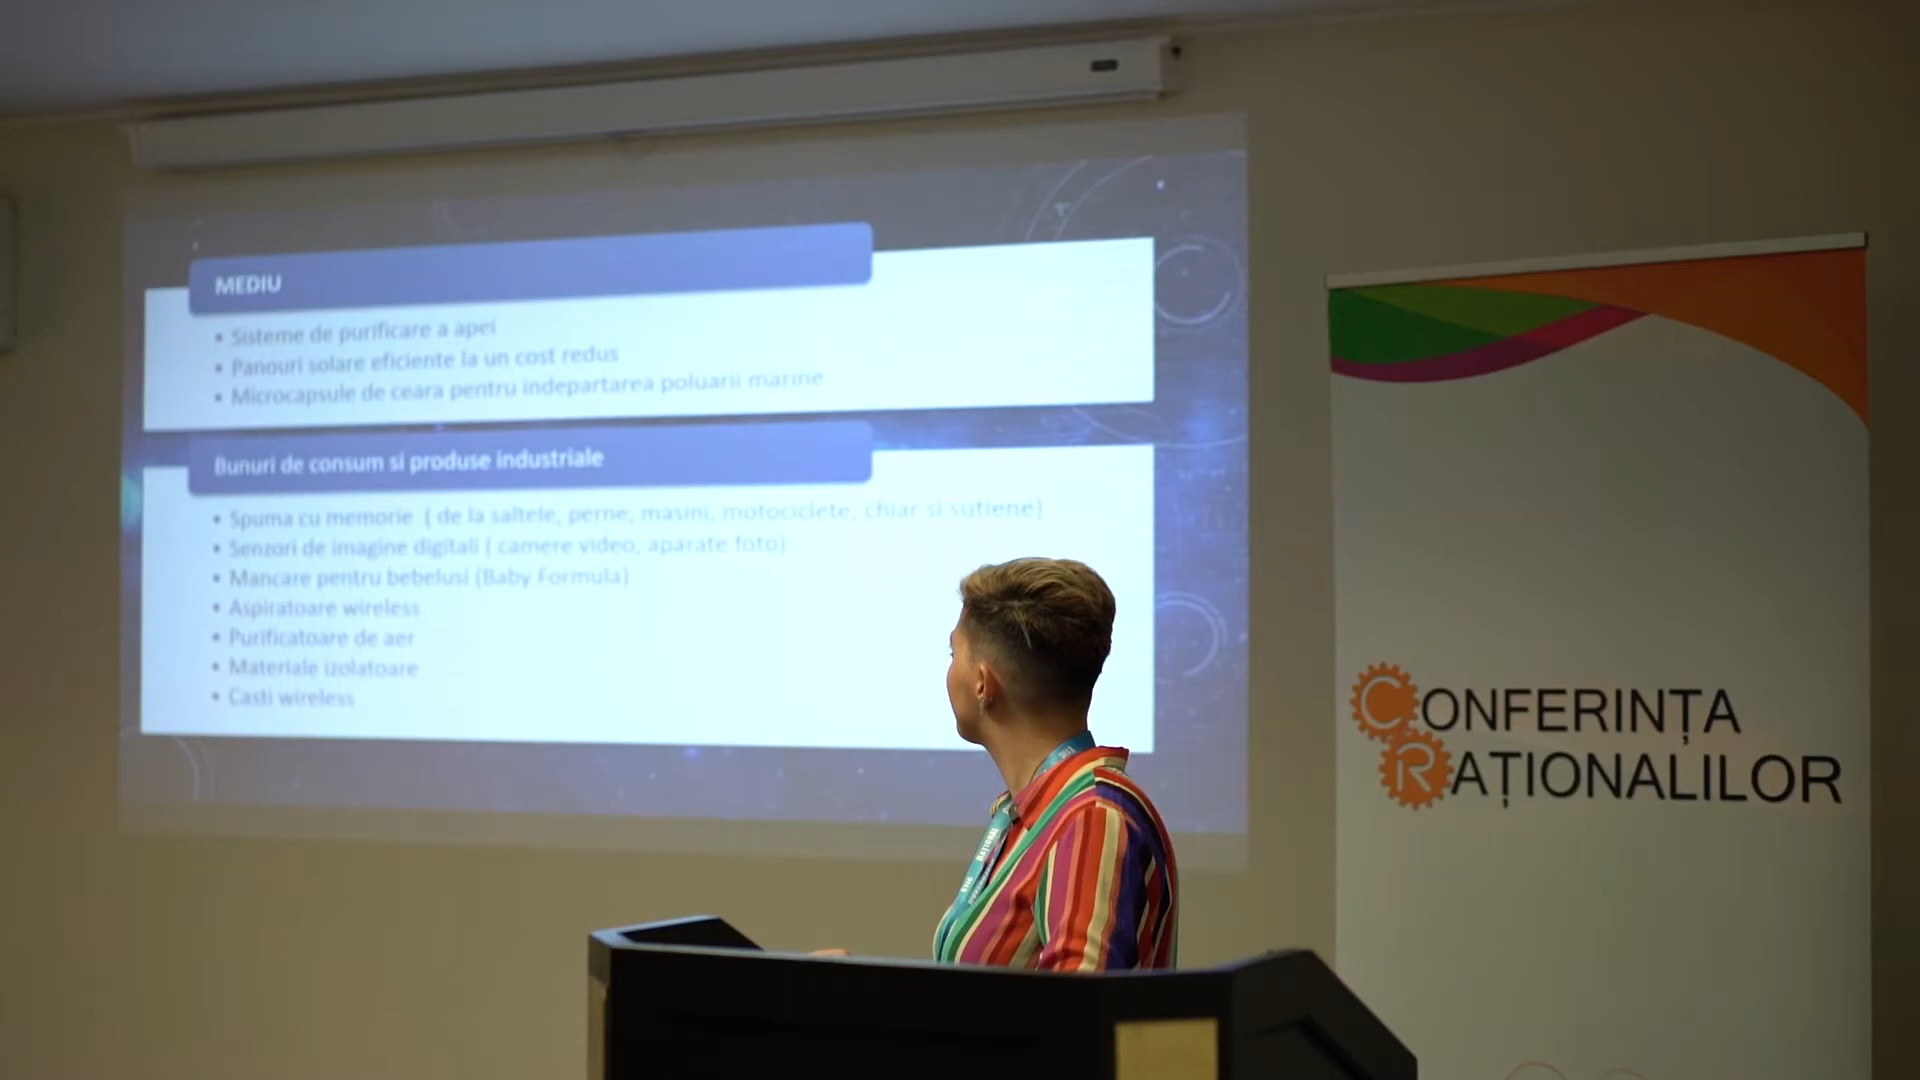 MEDIU
• Sisteme de purificare a apei
• Panouri solare eficiente la un cost redus
• Microcapsule de ceara pentru indepartarea poluarii marine
Bunuri de consum si produse industriale
• Spuma cu memorie ( de la saltele, perne, masini, motociclete, chiar si sutiene)
• Senzori de imagine digitali ( camere video, aparate foto)
• Mancare pentru bebelusi (Baby Formula)
• Aspiratoare wireless
• Purificatoare de aer
• Materiale izolatoare
• Casti wireless
CONFERINȚA
RAȚIONALILOR